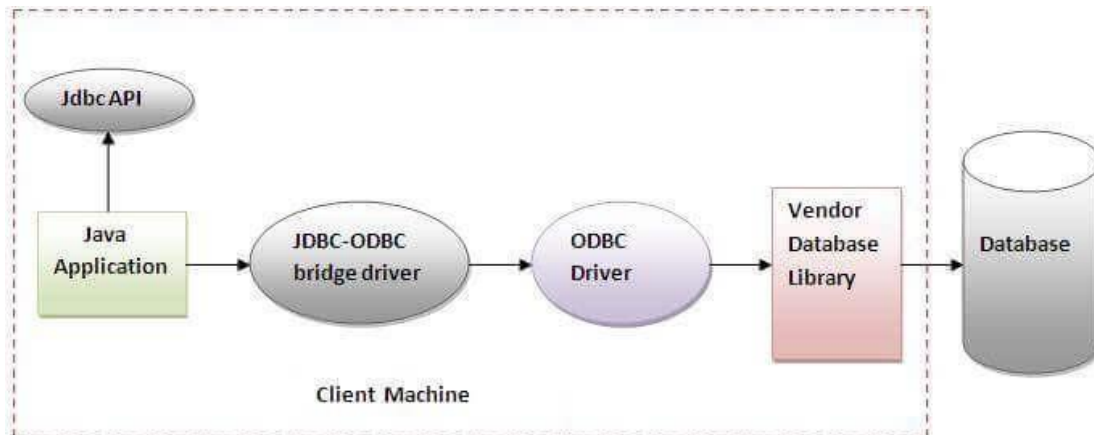 Jdbc API
Java
Application
JDBC-ODBC
bridge driver
ODBC
Driver
Vendor
Database
Library
Database
Client Machine